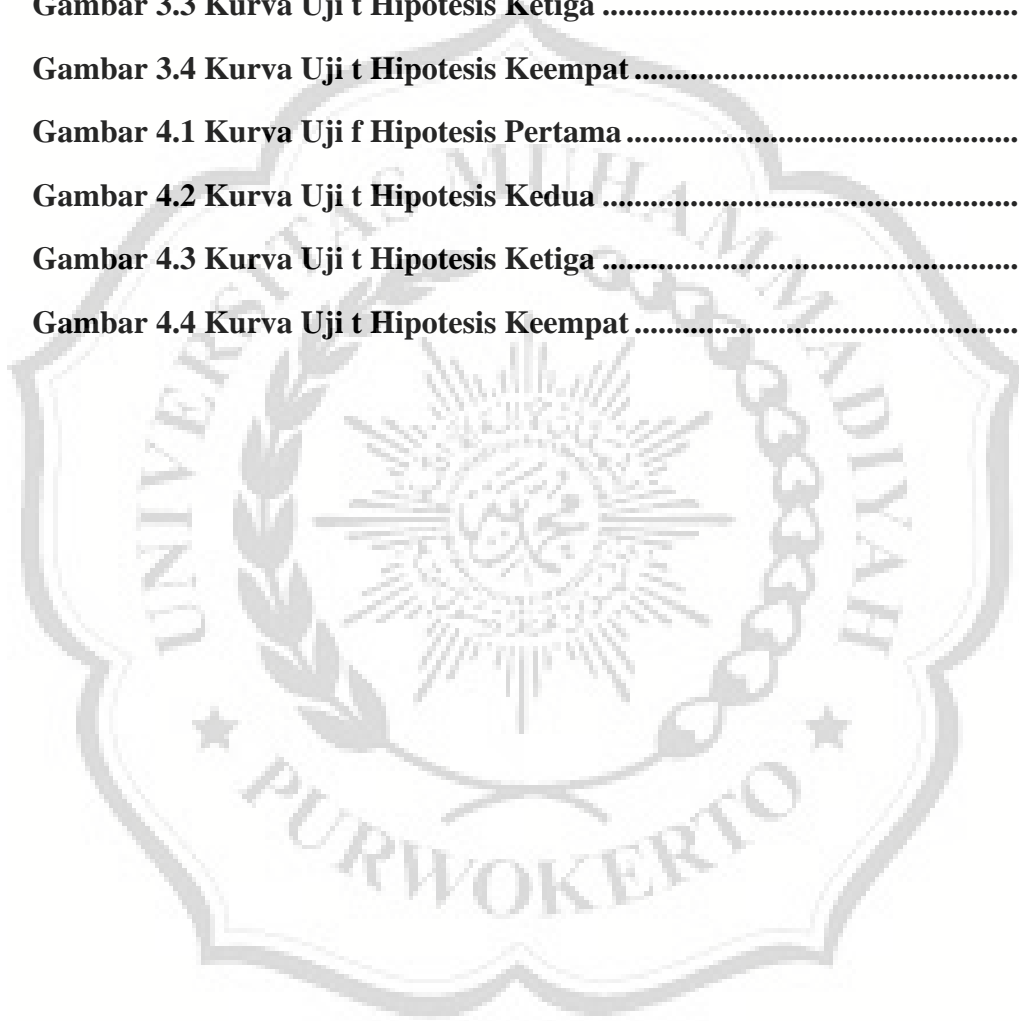 Gambar 3.3 Kurva Uji t Hipotesis Ketiga ....................................................
Gambar 3.4 Kurva Uji t Hipotesis Keempat ................................................
Gambar 4.1 Kurva Uji f Hipotesis Pertama .................................................
Gambar 4.2 Kurva Uji t Hipotesis Kedua ....................................................
Gambar 4.3 Kurva Uji t Hipotesis Ketiga ....................................................
Gambar 4.4 Kurva Uji t Hipotesis Keempat ................................................
UNIVERSITAS MUHAMMADIYAH
PURWOKERTO